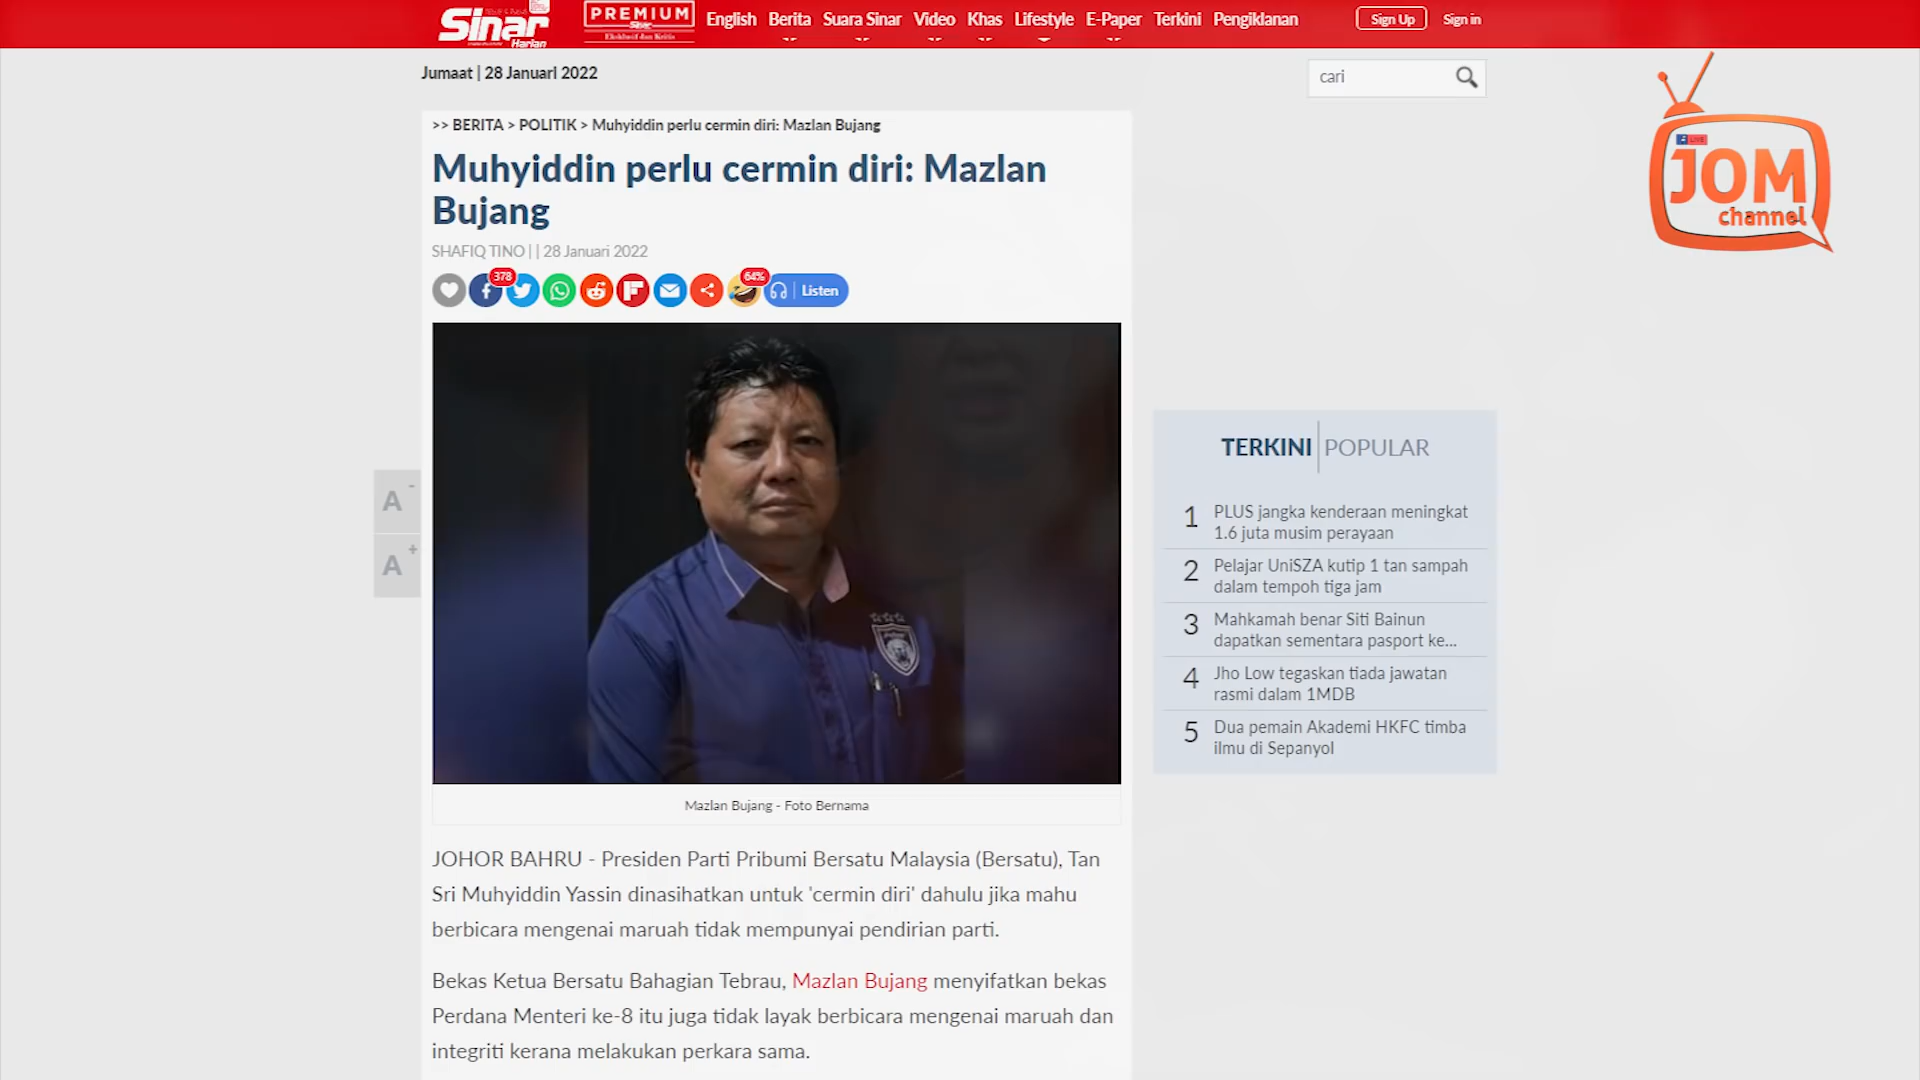 Sinar
Harian
PREMIUM
Sinar
Eksklusif dan Kritis
English Berita Suara Sinar Video Khas Lifestyle E-Paper Terkini Pengiklanan
Sign Up Sign in
Jumaat | 28 Januari 2022
cari
LIVE
JOM
channel
>> BERITA > POLITIK > Muhyiddin perlu cermin diri: Mazlan Bujang
Muhyiddin perlu cermin diri: Mazlan
Bujang
SHAFIQ TINO | | 28 Januari 2022
378
64%
Listen
A -
A +
Mazlan Bujang - Foto Bernama
JOHOR BAHRU - Presiden Parti Pribumi Bersatu Malaysia (Bersatu), Tan
Sri Muhyiddin Yassin dinasihatkan untuk 'cermin diri' dahulu jika mahu
berbicara mengenai maruah tidak mempunyai pendirian parti.
Bekas Ketua Bersatu Bahagian Tebrau, Mazlan Bujang menyifatkan bekas
Perdana Menteri ke-8 itu juga tidak layak berbicara mengenai maruah dan
integriti kerana melakukan perkara sama.
TERKINI POPULAR
1 PLUS jangka kenderaan meningkat
1.6 juta musim perayaan
2 Pelajar UniSZA kutip 1 tan sampah
dalam tempoh tiga jam
3 Mahkamah benar Siti Bainun
dapatkan sementara pasport ke...
4 Jho Low tegaskan tiada jawatan
rasmi dalam 1MDB
5 Dua pemain Akademi HKFC timba
ilmu di Sepanyol